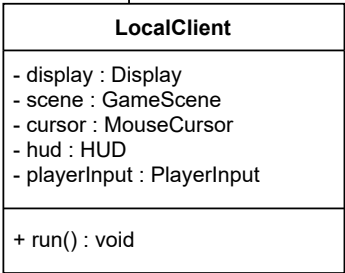 LocalClient
- display : Display
- scene : GameScene
- cursor : MouseCursor
- hud : HUD
- playerInput : PlayerInput
+ run() : void